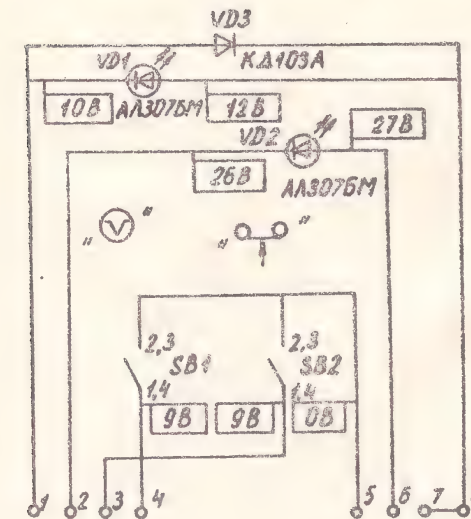 VD3
КД103А
VD1
10В
АЛ307БМ
12В
VD2
27В
26В
АЛ307БМ
" "
" "
2,3
SB1
1,4
2,3
SB2
1,4
9В
9В
0В
1 2 3 4 5 6 7